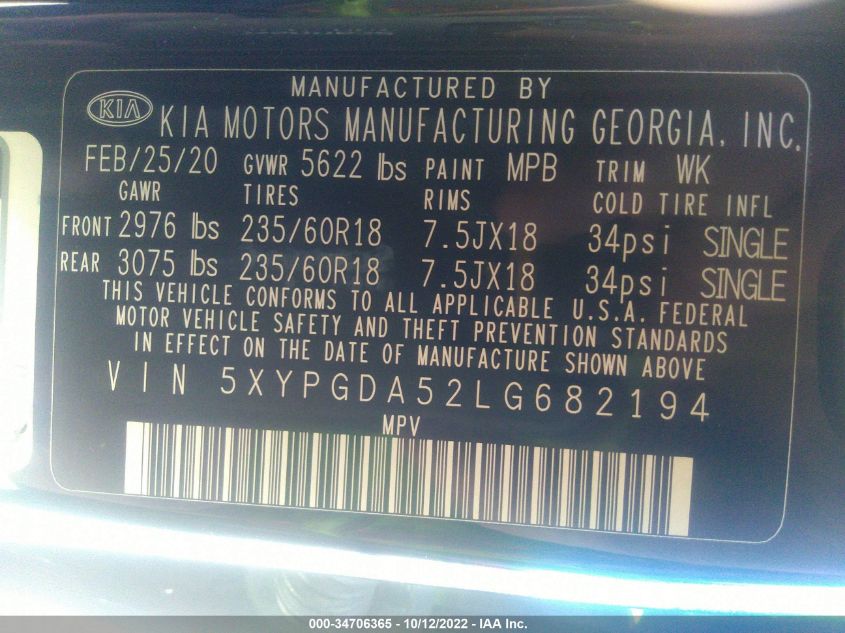 MANUFACTURED BY
KIA KIA MOTORS MANUFACTURING GEORGIA, INC.
FEB/25/20 GVWR 5622 lbs PAINT MPB TRIM WK
GAWR TIRES RIMS COLD TIRE INFL
FRONT 2976 lbs 235/60R18 7.5JX18 34psi SINGLE
REAR 3075 lbs 235/60R18 7.5JX18 34psi SINGLE
THIS VEHICLE CONFORMS TO ALL APPLICABLE U.S.A. FEDERAL
MOTOR VEHICLE SAFETY AND THEFT PREVENTION STANDARDS
IN EFFECT ON THE DATE OF MANUFACTURE SHOWN ABOVE
VIN 5XYPGDA52LG682194
MPV
000-34706365 - 10/12/2022 - IAA Inc.